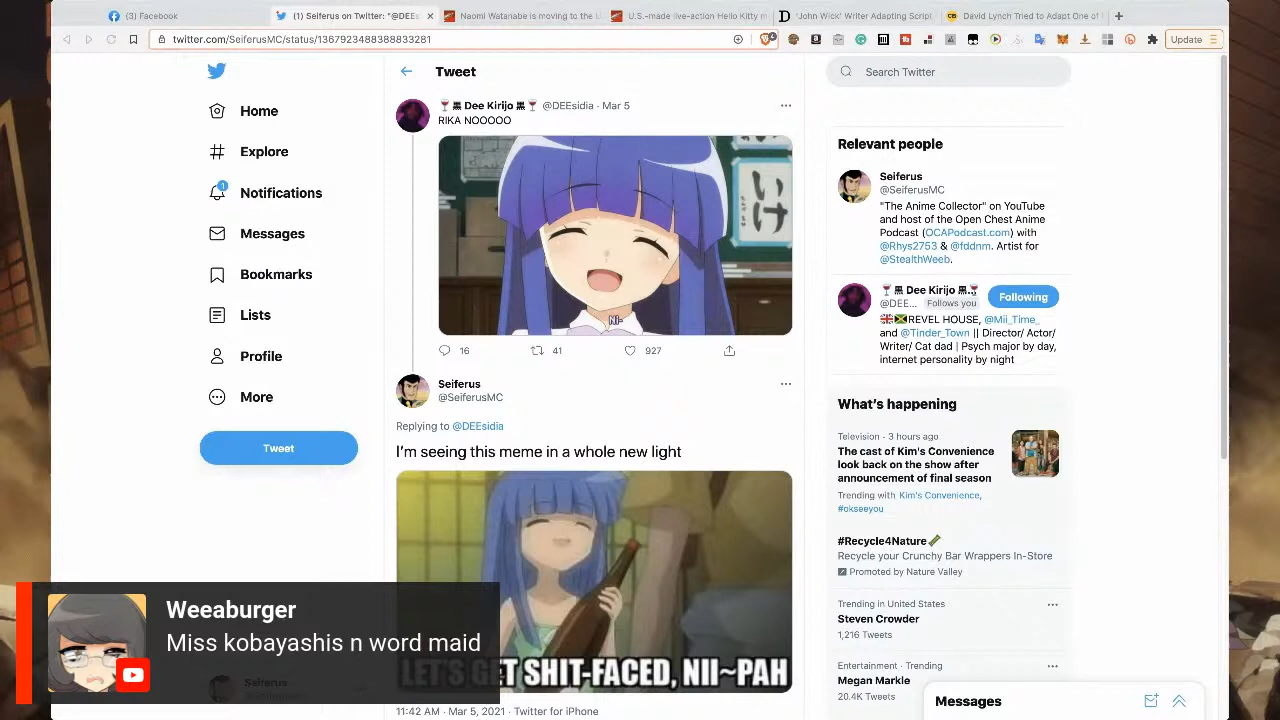 (3) Facebook
(1) Seiferus on Twitter: "@DEEs
Naomi Watanabe is moving to the U
U.S.-made live-action Hello Kitty m
'John Wick' Writer Adapting Script
David Lynch Tried to Adapt One of
twitter.com/SeiferusMC/status/1367923488388833281
Update
Home
Explore
1
Notifications
Messages
Bookmarks
Lists
Profile
More
Tweet
Tweet
🍷黒 Dee Kirijo 黒🍷 @DEEsidia · Mar 5
RIKA NOOOOO
いけ
Ni-
16
41
927
Seiferus
@SeiferusMC
Replying to @DEEsidia
I'm seeing this meme in a whole new light
LET'S GET SHIT-FACED, NII~PAH
11:42 AM · Mar 5, 2021 · Twitter for iPhone
Seiferus
Search Twitter
Relevant people
Seiferus
@SeiferusMC
"The Anime Collector" on YouTube
and host of the Open Chest Anime
Podcast (OCAPodcast.com) with
@Rhys2753 & @fddnm. Artist for
@StealthWeeb.
🍷黒 Dee Kirijo 黒🍷
@DEE... Follows you
Following
🇬🇧🇯🇲REVEL HOUSE, @Mii_Time_
and @Tinder_Town || Director/ Actor/
Writer/ Cat dad | Psych major by day,
internet personality by night
What's happening
Television · 3 hours ago
The cast of Kim's Convenience
look back on the show after
announcement of final season
Trending with Kim's Convenience,
#okseeyou
#Recycle4Nature
Recycle your Crunchy Bar Wrappers In-Store
Promoted by Nature Valley
Trending in United States
Steven Crowder
1,216 Tweets
Entertainment · Trending
Megan Markle
20.4K Tweets
Messages
Weeaburger
Miss kobayashis n word maid